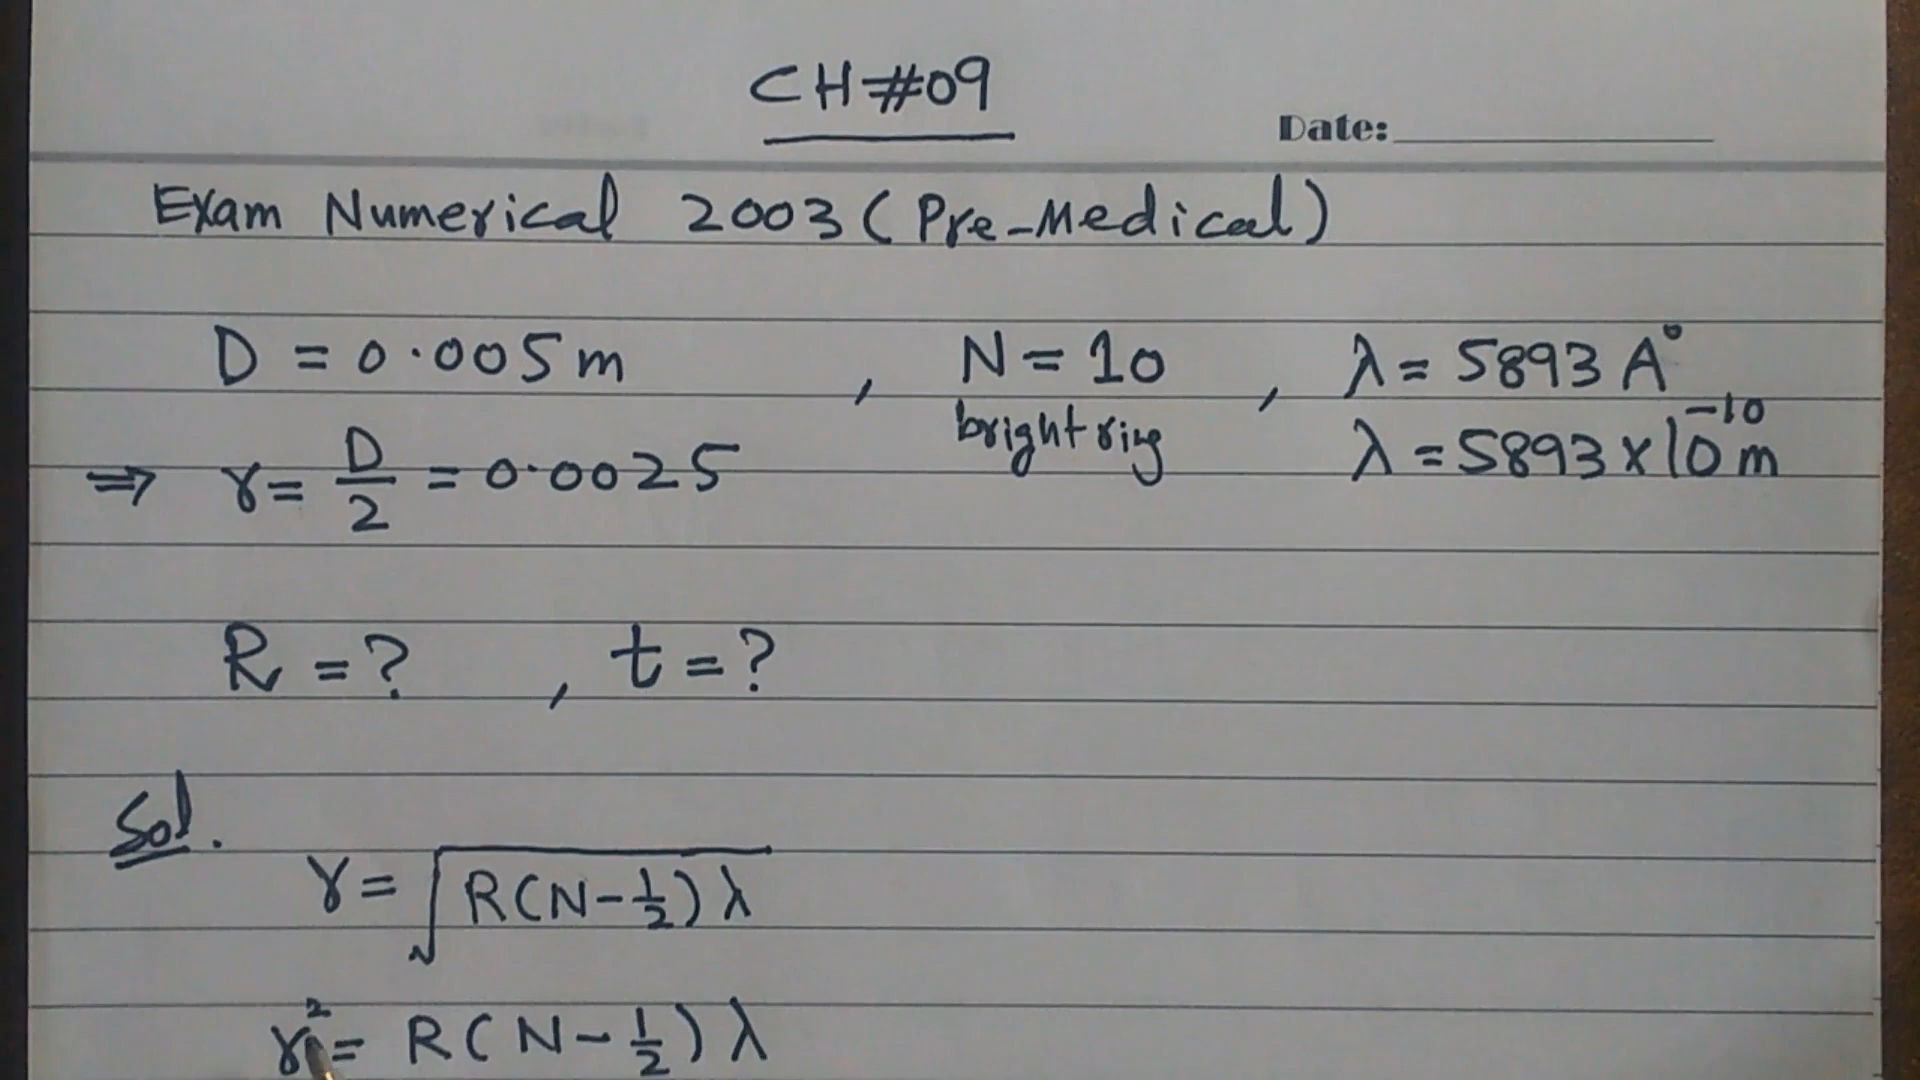 CH#09
Date:
Exam Numerical 2003 (Pre-Medical)
D = 0.005m , N = 10 , λ = 5893 A°
bright ring
⇒ r = D/2 = 0.0025 λ = 5893 x 10⁻¹⁰ m
R = ? , t = ?
Sol.
r = √R(N-1/2)λ
r² = R(N-1/2)λ